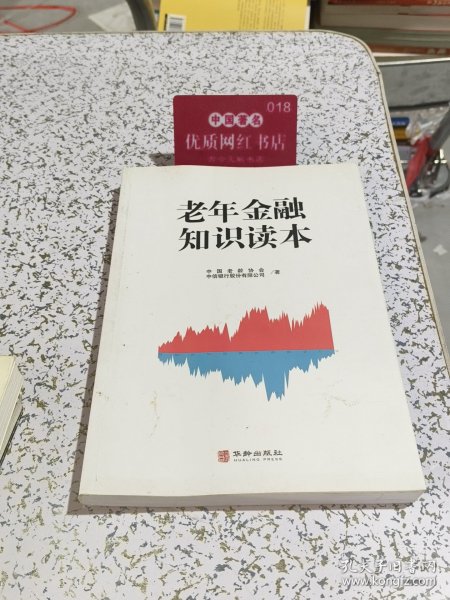 018
中国著名
优质网红书店
老年金融
知识读本
中国老龄协会
中信银行股份有限公司
/著
华龄出版社
HUALING PRESS
孔夫子旧书网
www.kongfz.com